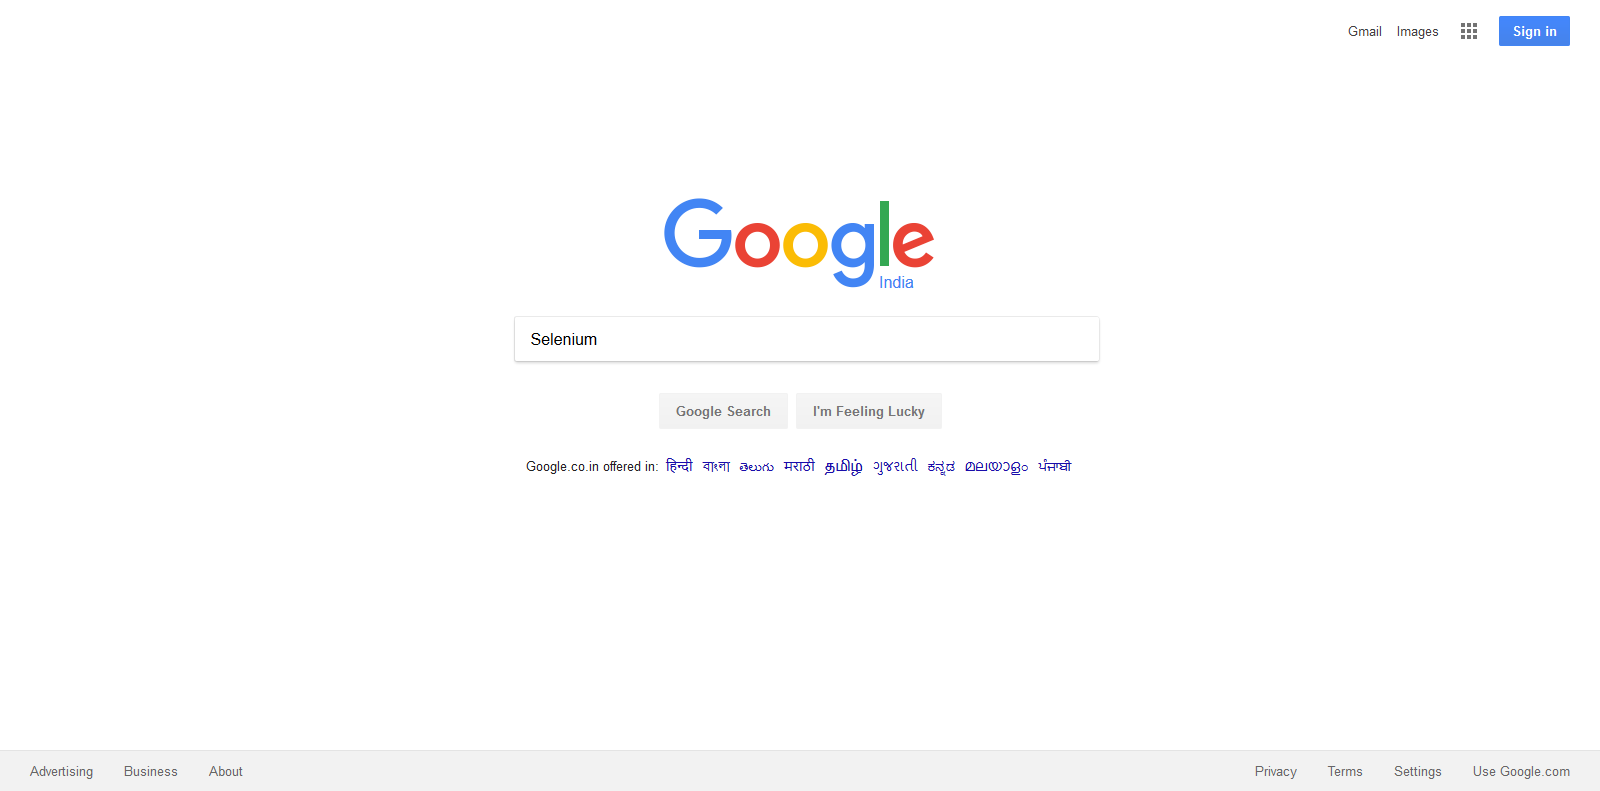 Gmail Images Sign in
Google
India
Selenium
Google Search I'm Feeling Lucky
Google.co.in offered in: हिन्दी বাংলা తెలుగు मराठी தமிழ் ગુજરાતી ಕನ್ನಡ മലയാളം ਪੰਜਾਬੀ
Advertising Business About Privacy Terms Settings Use Google.com